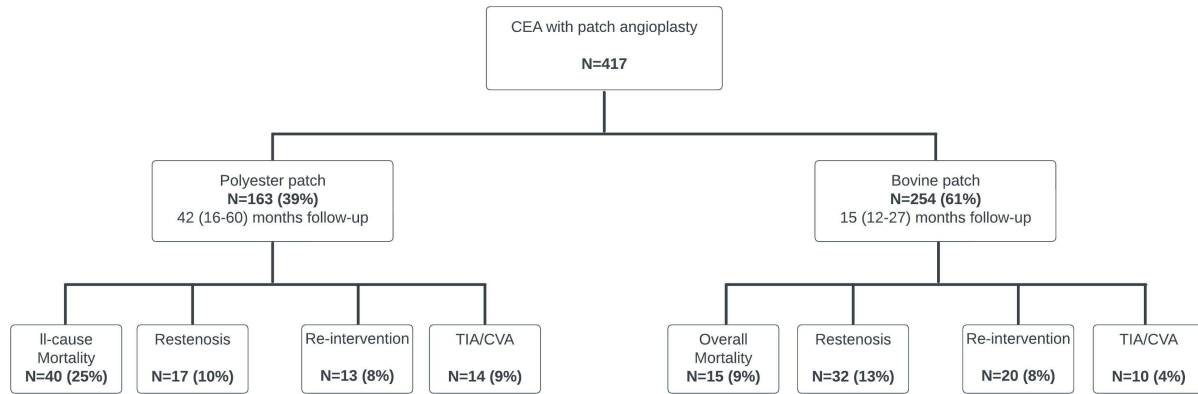 CEA with patch angioplasty
N=417
Polyester patch
N=163 (39%)
42 (16-60) months follow-up
Bovine patch
N=254 (61%)
15 (12-27) months follow-up
ll-cause
Mortality
N=40 (25%)
Restenosis
N=17 (10%)
Re-intervention
N=13 (8%)
TIA/CVA
N=14 (9%)
Overall
Mortality
N=15 (9%)
Restenosis
N=32 (13%)
Re-intervention
N=20 (8%)
TIA/CVA
N=10 (4%)